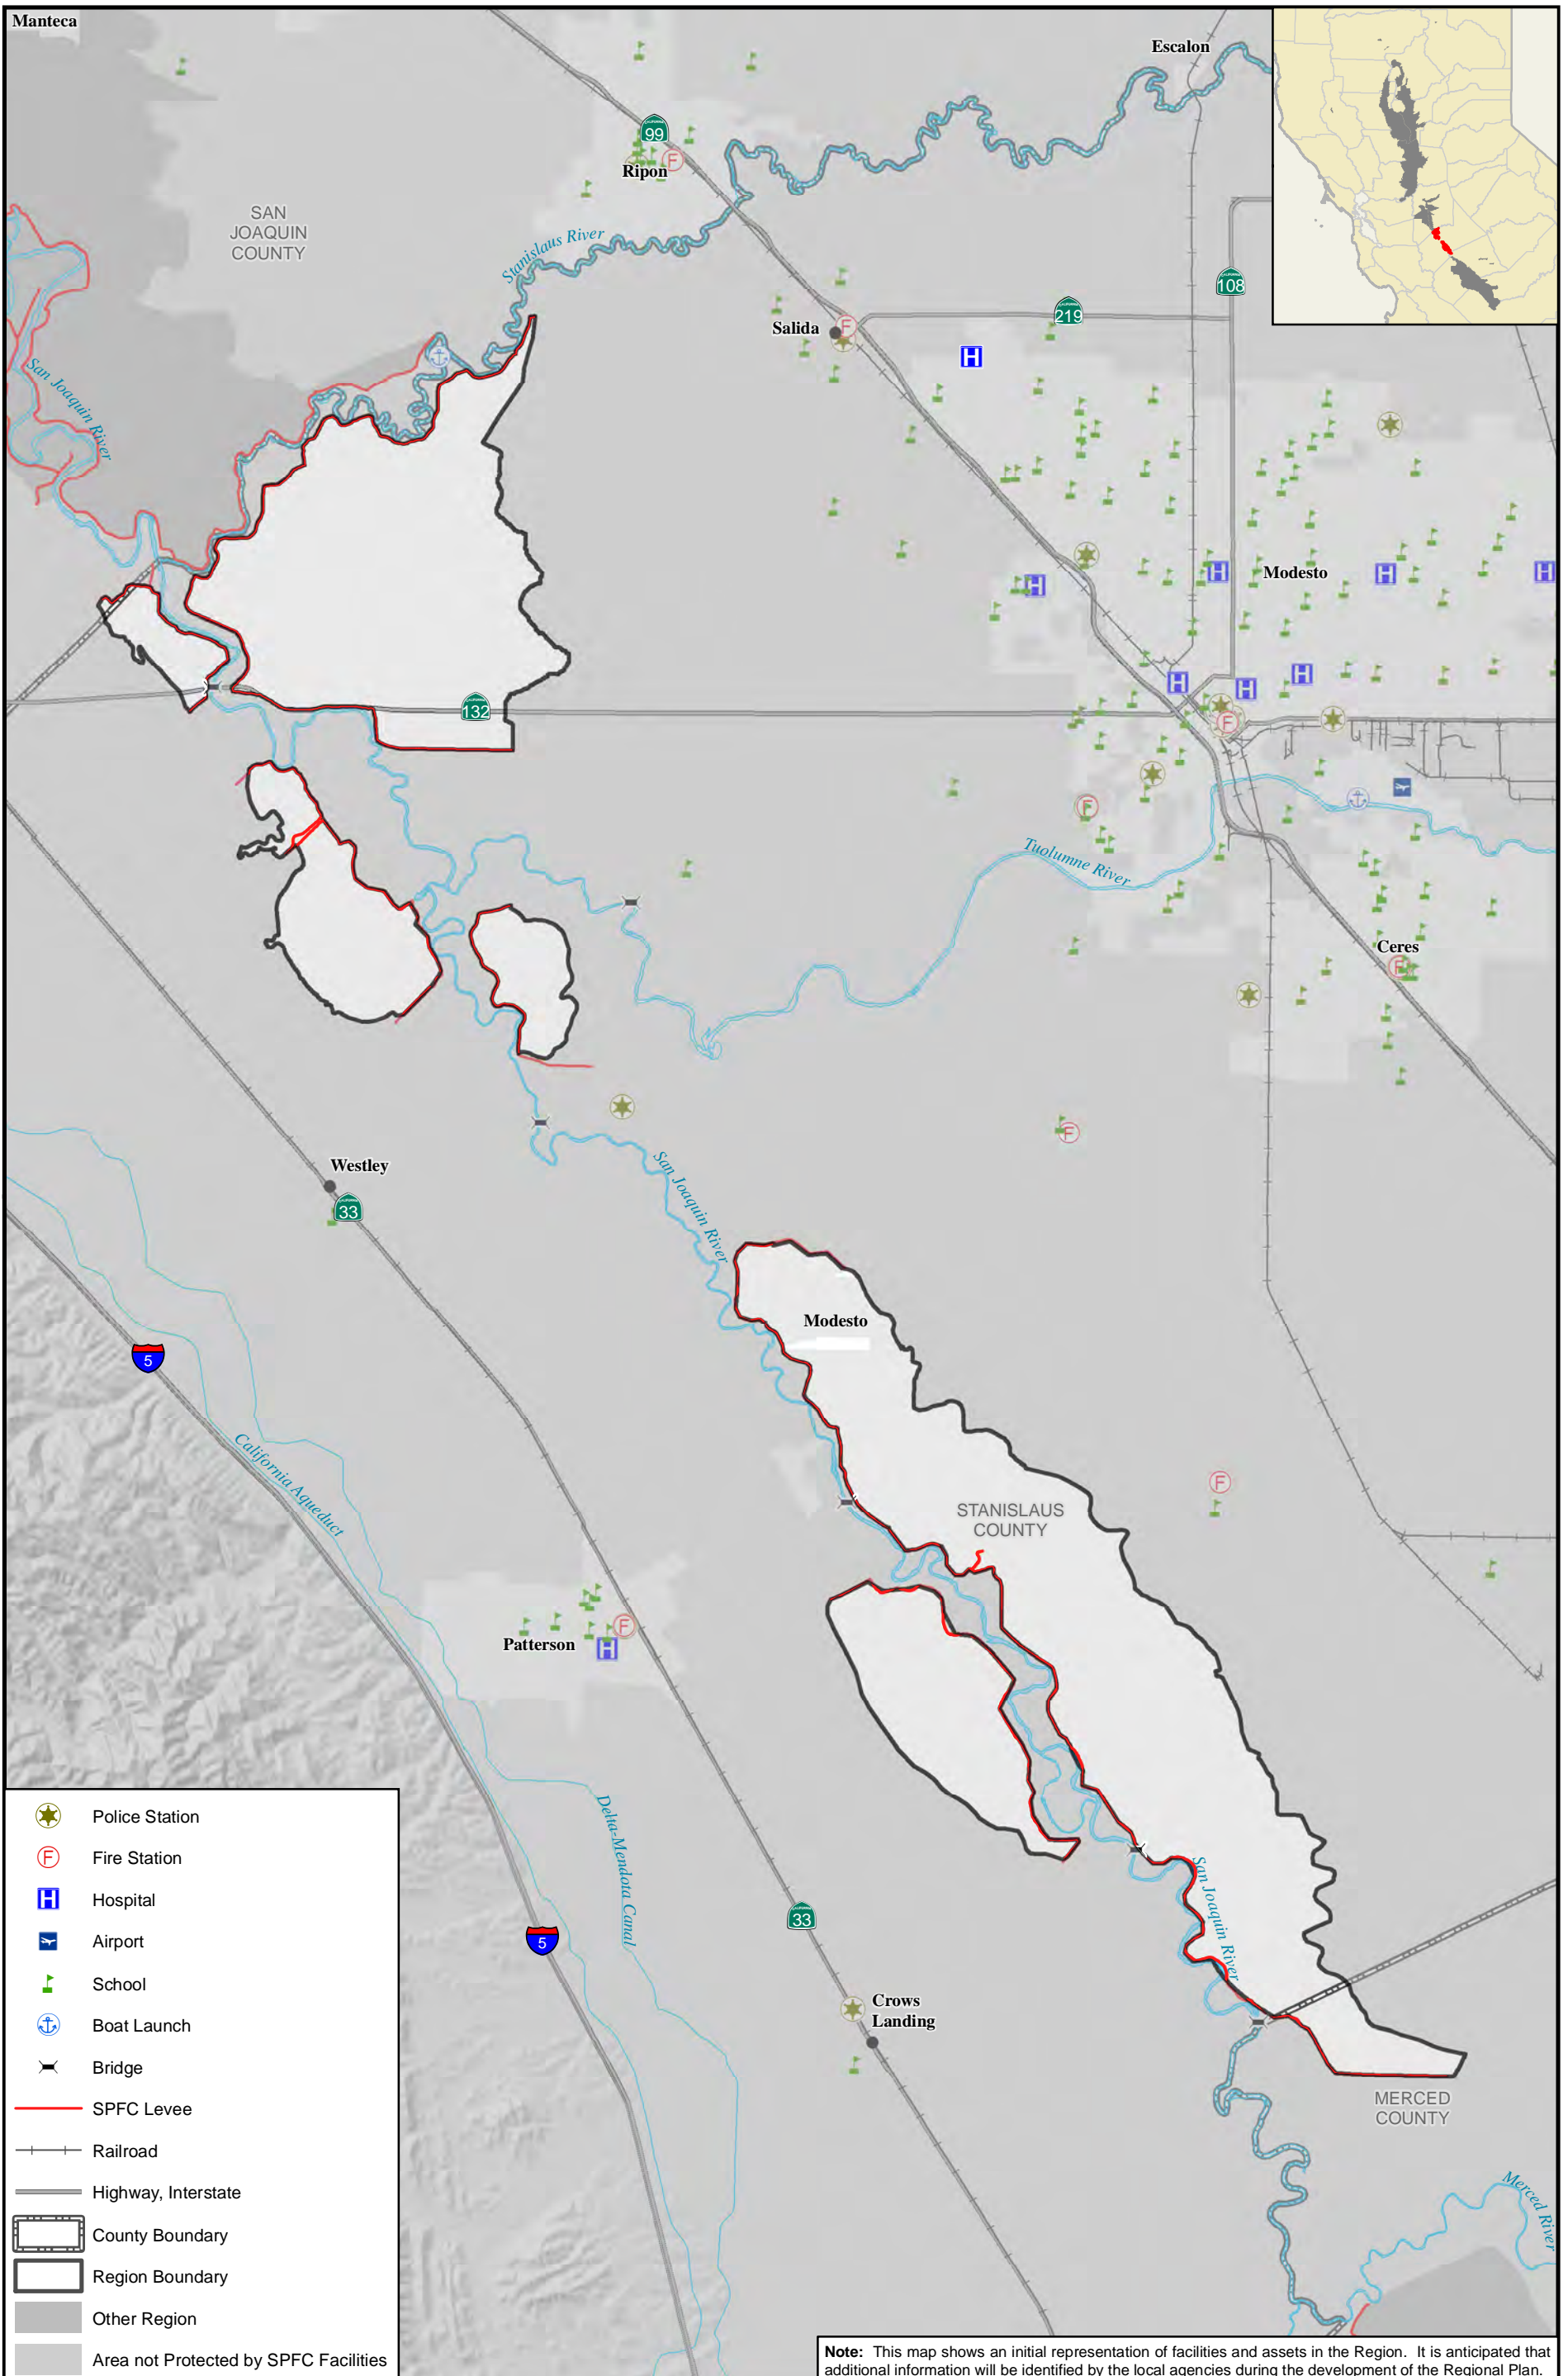 Manteca
Escalon
99
Ripon
SAN
JOAQUIN
COUNTY
Stanislaus River
108
219
Salida
San Joaquin River
Modesto
132
Tuolumne River
Ceres
Westley
33
San Joaquin River
Modesto
5
California Aqueduct
STANISLAUS
COUNTY
Patterson
Delta-Mendota Canal
San Joaquin River
33
5
Crows
Landing
MERCED
COUNTY
Merced River
Police Station
F Fire Station
H Hospital
Airport
School
Boat Launch
Bridge
SPFC Levee
Railroad
Highway, Interstate
County Boundary
Region Boundary
Other Region
Area not Protected by SPFC Facilities
Note: This map shows an initial representation of facilities and assets in the Region. It is anticipated that
additional information will be identified by the local agencies during the development of the Regional Plan.